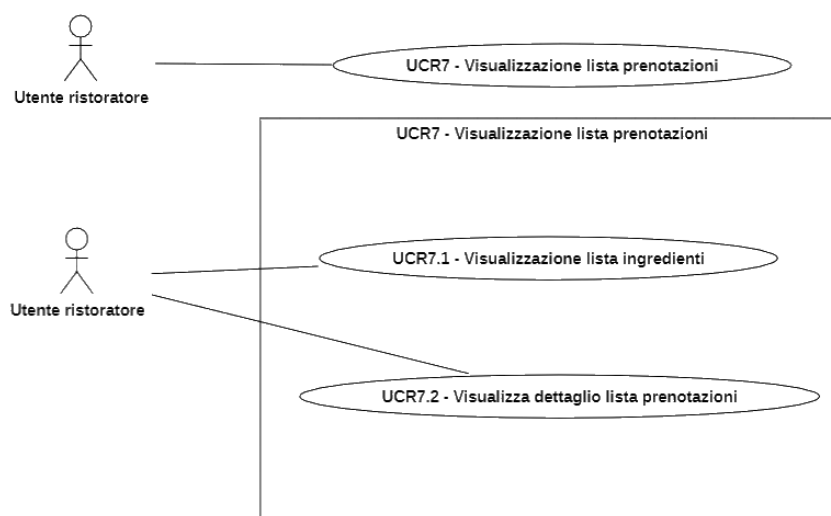 UCR7 - Visualizzazione lista prenotazioni
Utente ristoratore
UCR7 - Visualizzazione lista prenotazioni
UCR7.1 - Visualizzazione lista ingredienti
Utente ristoratore
UCR7.2 - Visualizza dettaglio lista prenotazioni